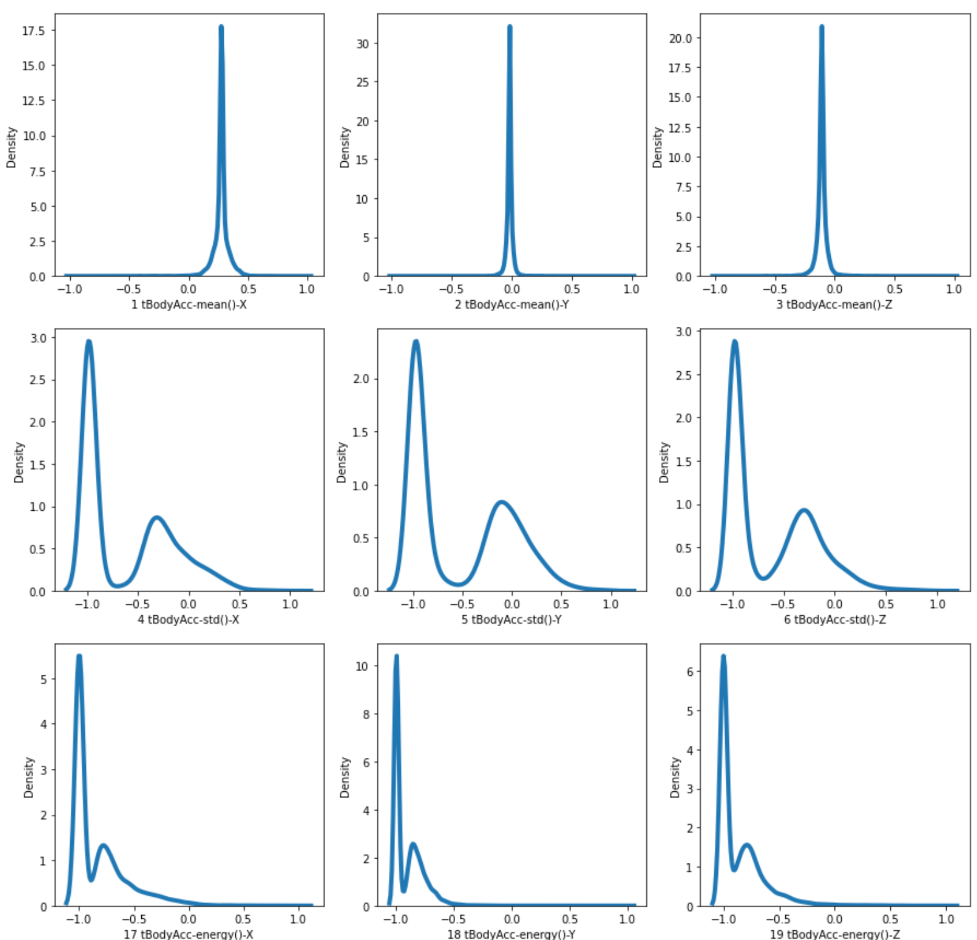 17.5
15.0
12.5
10.0
7.5
5.0
2.5
0.0
Density
−1.0 −0.5 0.0 0.5 1.0
1 tBodyAcc-mean()-X
30
25
20
15
10
5
0
Density
−1.0 −0.5 0.0 0.5 1.0
2 tBodyAcc-mean()-Y
20.0
17.5
15.0
12.5
10.0
7.5
5.0
2.5
0.0
Density
−1.0 −0.5 0.0 0.5 1.0
3 tBodyAcc-mean()-Z
3.0
2.5
2.0
1.5
1.0
0.5
0.0
Density
−1.0 −0.5 0.0 0.5 1.0
4 tBodyAcc-std()-X
2.0
1.5
1.0
0.5
0.0
Density
−1.0 −0.5 0.0 0.5 1.0
5 tBodyAcc-std()-Y
3.0
2.5
2.0
1.5
1.0
0.5
0.0
Density
−1.0 −0.5 0.0 0.5 1.0
6 tBodyAcc-std()-Z
5
4
3
2
1
0
Density
−1.0 −0.5 0.0 0.5 1.0
17 tBodyAcc-energy()-X
10
8
6
4
2
0
Density
−1.0 −0.5 0.0 0.5 1.0
18 tBodyAcc-energy()-Y
6
5
4
3
2
1
0
Density
−1.0 −0.5 0.0 0.5 1.0
19 tBodyAcc-energy()-Z